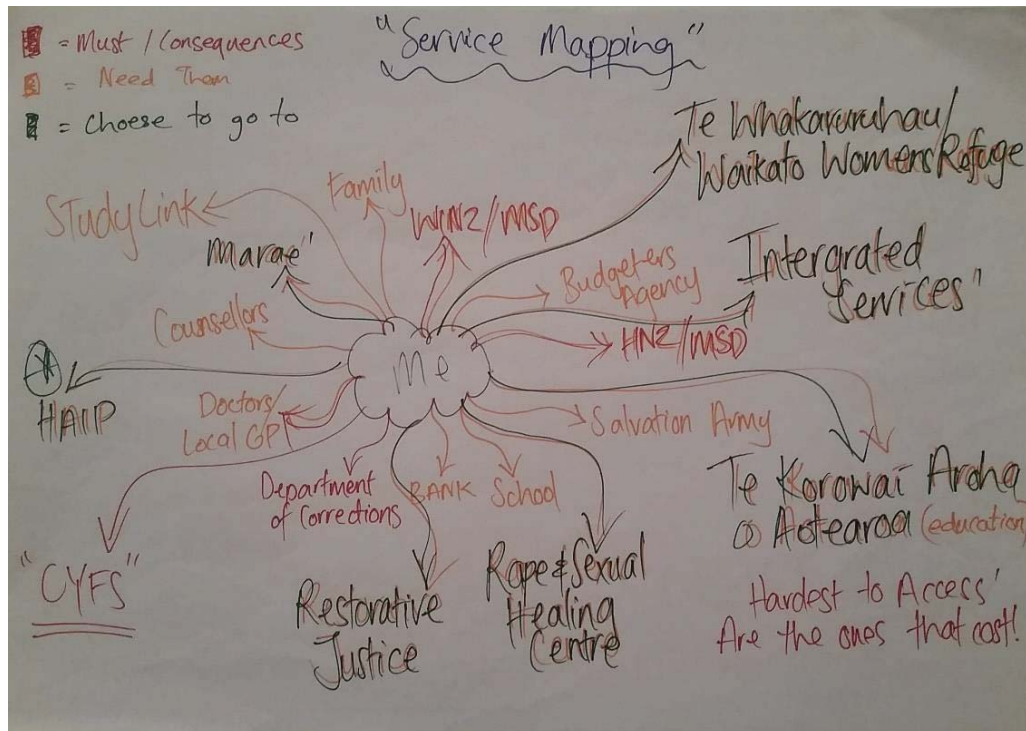 = Must / Consequences
= Need Them
= choose to go to
"Service Mapping"
Te Whakaruruhau/
Waikato Womens Refuge
StudyLink
Family
WINZ/MSD
Marae"
Budgeters
Agency
Intergrated
Services"
Counsellors
HNZ/MSD
Me
HAIP
Doctors/
Local GP
Salvation Army
Department
of Corrections
BANK
School
Te Korowai Aroha
o Aotearoa (education)
"CYFS"
Restorative
Justice
Rape & Sexual
Healing
Centre
Hardest to Access'
Are the ones that cost!